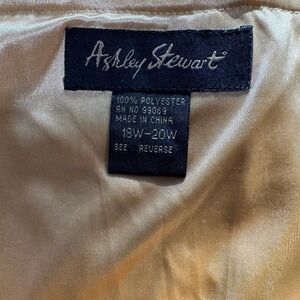 Ashley Stewart®
100% POLYESTER
RN NO 99069
MADE IN CHINA
18W-20W
SEE REVERSE